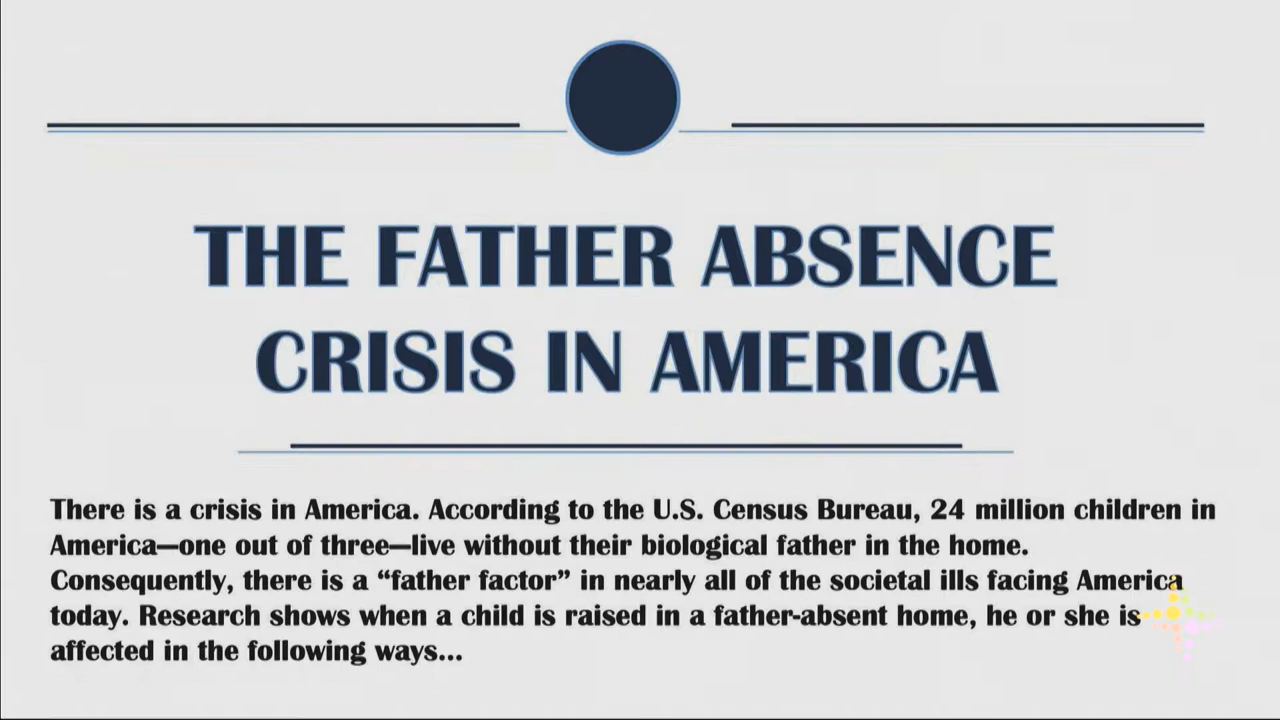 THE FATHER ABSENCE
CRISIS IN AMERICA
There is a crisis in America. According to the U.S. Census Bureau, 24 million children in
America—one out of three—live without their biological father in the home.
Consequently, there is a “father factor” in nearly all of the societal ills facing America
today. Research shows when a child is raised in a father-absent home, he or she is
affected in the following ways...